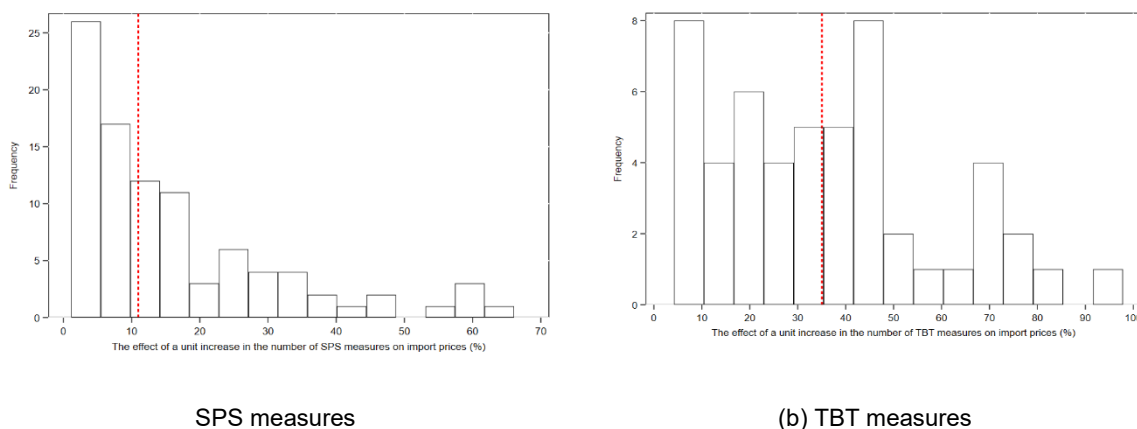 25
20
15
10
5
0
Frequency
0 10 20 30 40 50 60 70
The effect of a unit increase in the number of SPS measures on import prices (%)
SPS measures
8
6
4
2
0
Frequency
0 10 20 30 40 50 60 70 80 90 100
The effect of a unit increase in the number of TBT measures on import prices (%)
(b) TBT measures